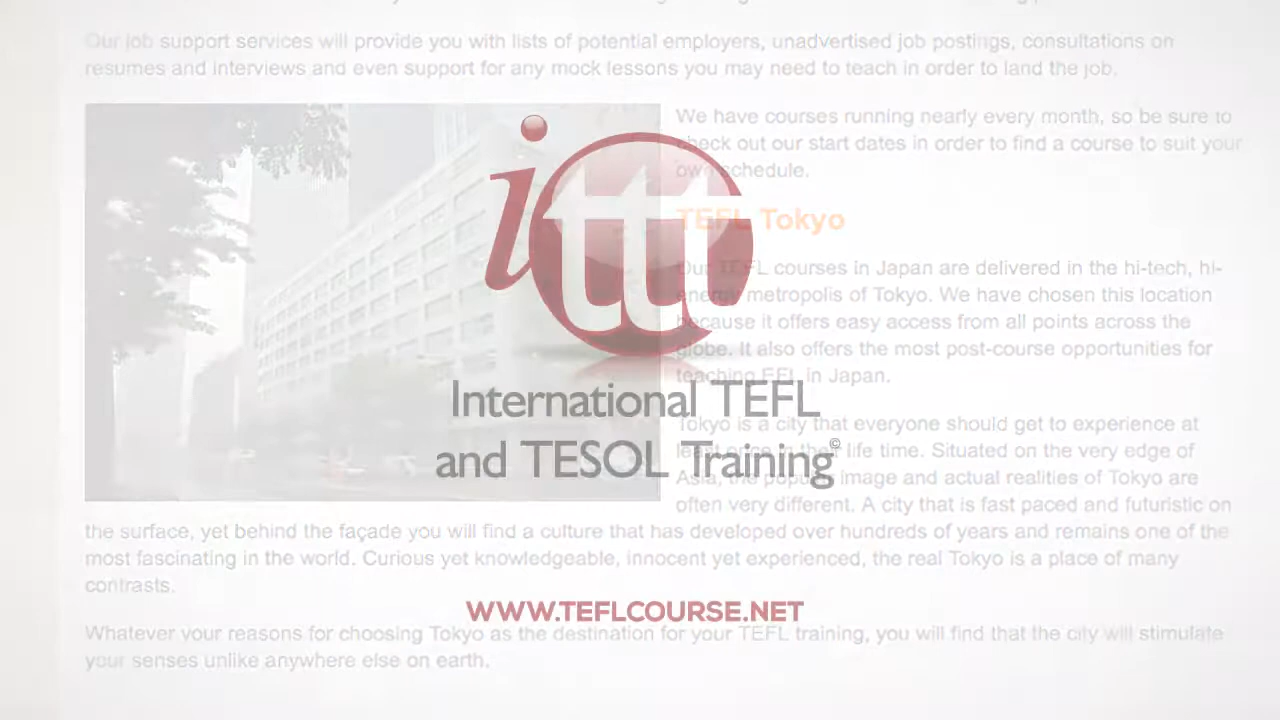 Our job support services will provide you with lists of potential employers, unadvertised job postings, consultations on
resumes and interviews and even support for any mock lessons you may need to teach in order to land the job.
We have courses running nearly every month, so be sure to
check out our start dates in order to find a course to suit your
own schedule.
TEFL Tokyo
Our TEFL courses in Japan are delivered in the hi-tech, hi-
energy metropolis of Tokyo. We have chosen this location
because it offers easy access from all points across the
globe. It also offers the most post-course opportunities for
teaching EFL in Japan.
Tokyo is a city that everyone should get to experience at
least once in their life time. Situated on the very edge of
Asia, the popular image and actual realities of Tokyo are
often very different. A city that is fast paced and futuristic on
the surface, yet behind the façade you will find a culture that has developed over hundreds of years and remains one of the
most fascinating in the world. Curious yet knowledgeable, innocent yet experienced, the real Tokyo is a place of many
contrasts.
Whatever your reasons for choosing Tokyo as the destination for your TEFL training, you will find that the city will stimulate
your senses unlike anywhere else on earth.
ittt
International TEFL
and TESOL Training©
WWW.TEFLCOURSE.NET